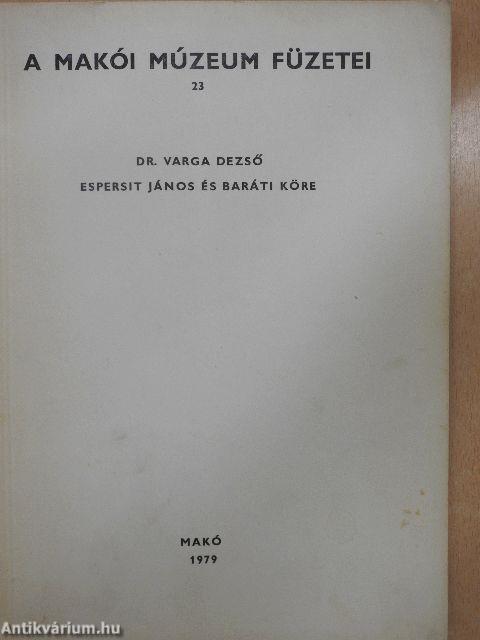 A MAKÓI MÚZEUM FÜZETEI
23
DR. VARGA DEZSŐ
ESPERSIT JÁNOS ÉS BARÁTI KÖRE
MAKÓ
1979
Antikvárium.hu